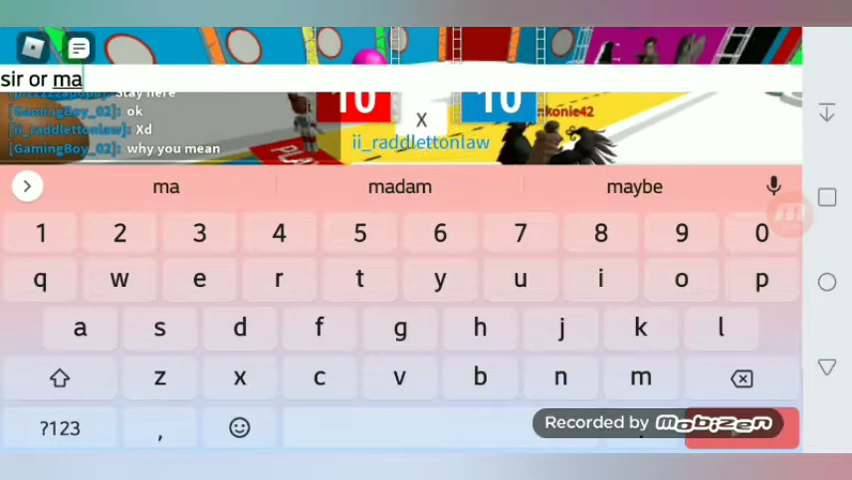 sir or ma
Stay here
[GamingBoy_02]: ok
[ii_raddlettonlaw]: Xd
[GamingBoy_02]: why you mean
10
10
x
ii_raddlettonlaw
konie42
ma madam maybe
1 2 3 4 5 6 7 8 9 0
q w e r t y u i o p
a s d f g h j k l
z x c v b n m
?123 , .
Recorded by mobizen